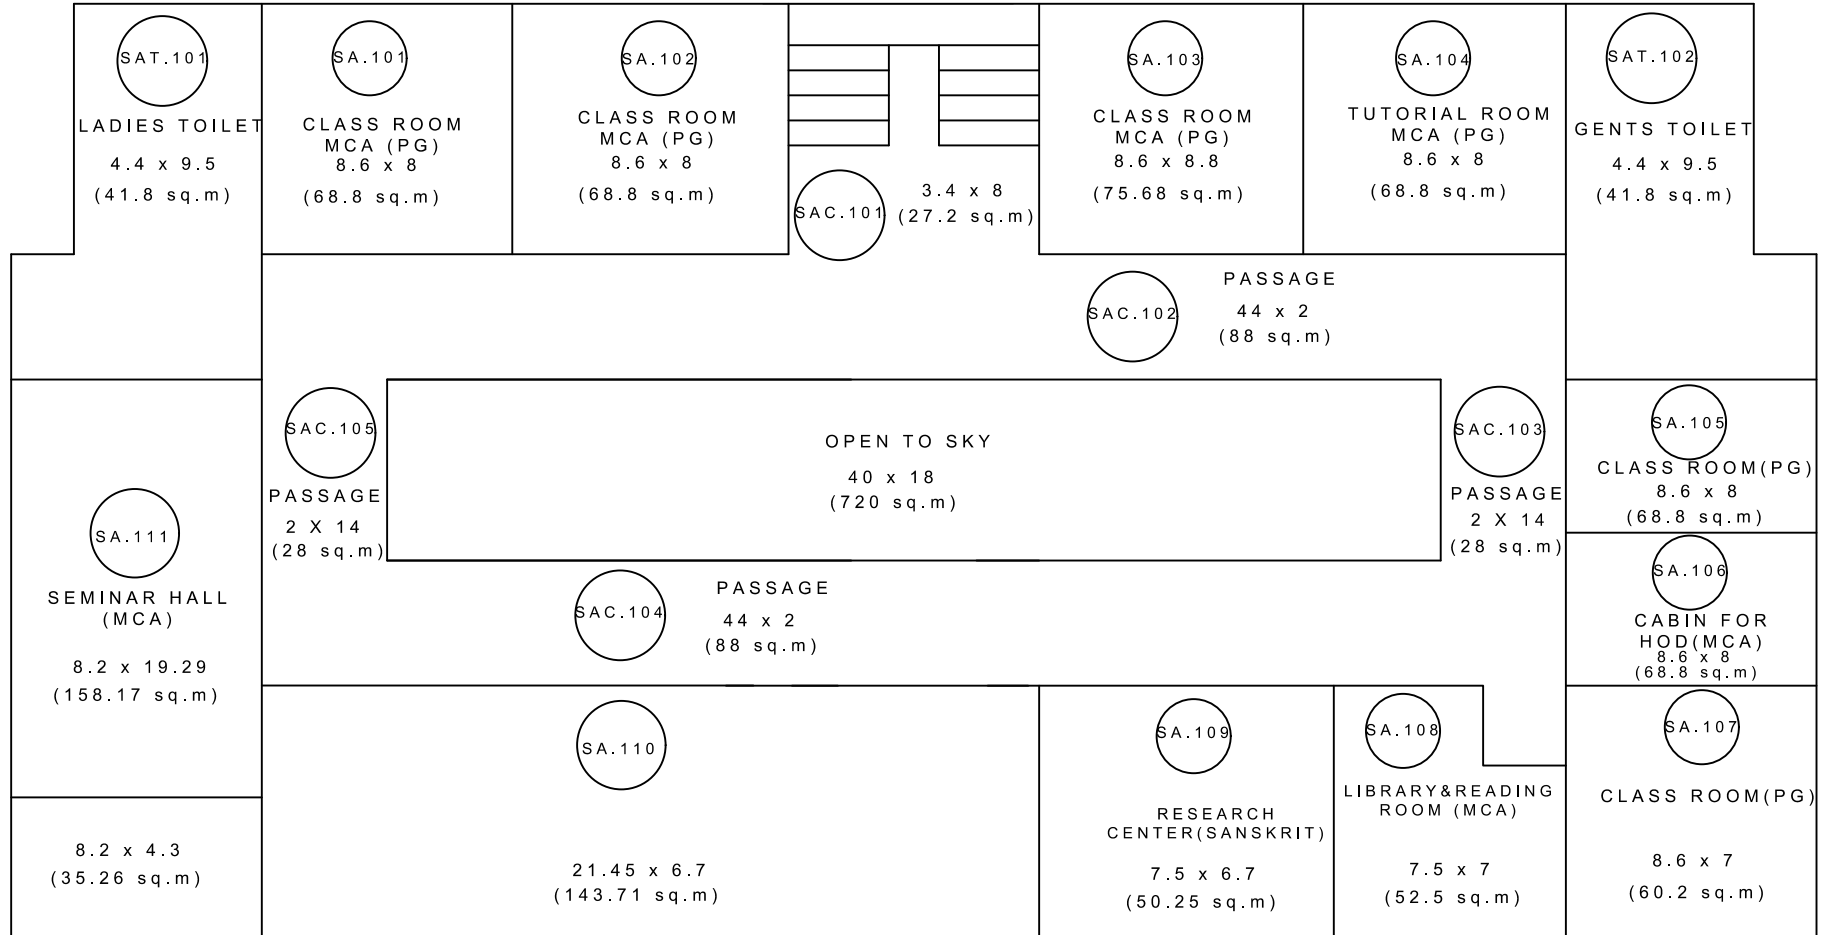 SAT.101
LADIES TOILET
4.4 x 9.5
(41.8 sq.m)
SA.101
CLASS ROOM
MCA (PG)
8.6 x 8
(68.8 sq.m)
SA.102
CLASS ROOM
MCA (PG)
8.6 x 8
(68.8 sq.m)
SAC.101
3.4 x 8
(27.2 sq.m)
SA.103
CLASS ROOM
MCA (PG)
8.6 x 8.8
(75.68 sq.m)
SA.104
TUTORIAL ROOM
MCA (PG)
8.6 x 8
(68.8 sq.m)
SAT.102
GENTS TOILET
4.4 x 9.5
(41.8 sq.m)
SAC.102
PASSAGE
44 x 2
(88 sq.m)
SAC.105
PASSAGE
2 X 14
(28 sq.m)
OPEN TO SKY
40 x 18
(720 sq.m)
SAC.103
PASSAGE
2 X 14
(28 sq.m)
SA.105
CLASS ROOM(PG)
8.6 x 8
(68.8 sq.m)
SA.111
SEMINAR HALL
(MCA)
8.2 x 19.29
(158.17 sq.m)
SAC.104
PASSAGE
44 x 2
(88 sq.m)
SA.106
CABIN FOR
HOD(MCA)
8.6 x 8
(68.8 sq.m)
8.2 x 4.3
(35.26 sq.m)
SA.110
21.45 x 6.7
(143.71 sq.m)
SA.109
RESEARCH
CENTER(SANSKRIT)
7.5 x 6.7
(50.25 sq.m)
SA.108
LIBRARY&READING
ROOM (MCA)
7.5 x 7
(52.5 sq.m)
SA.107
CLASS ROOM(PG)
8.6 x 7
(60.2 sq.m)